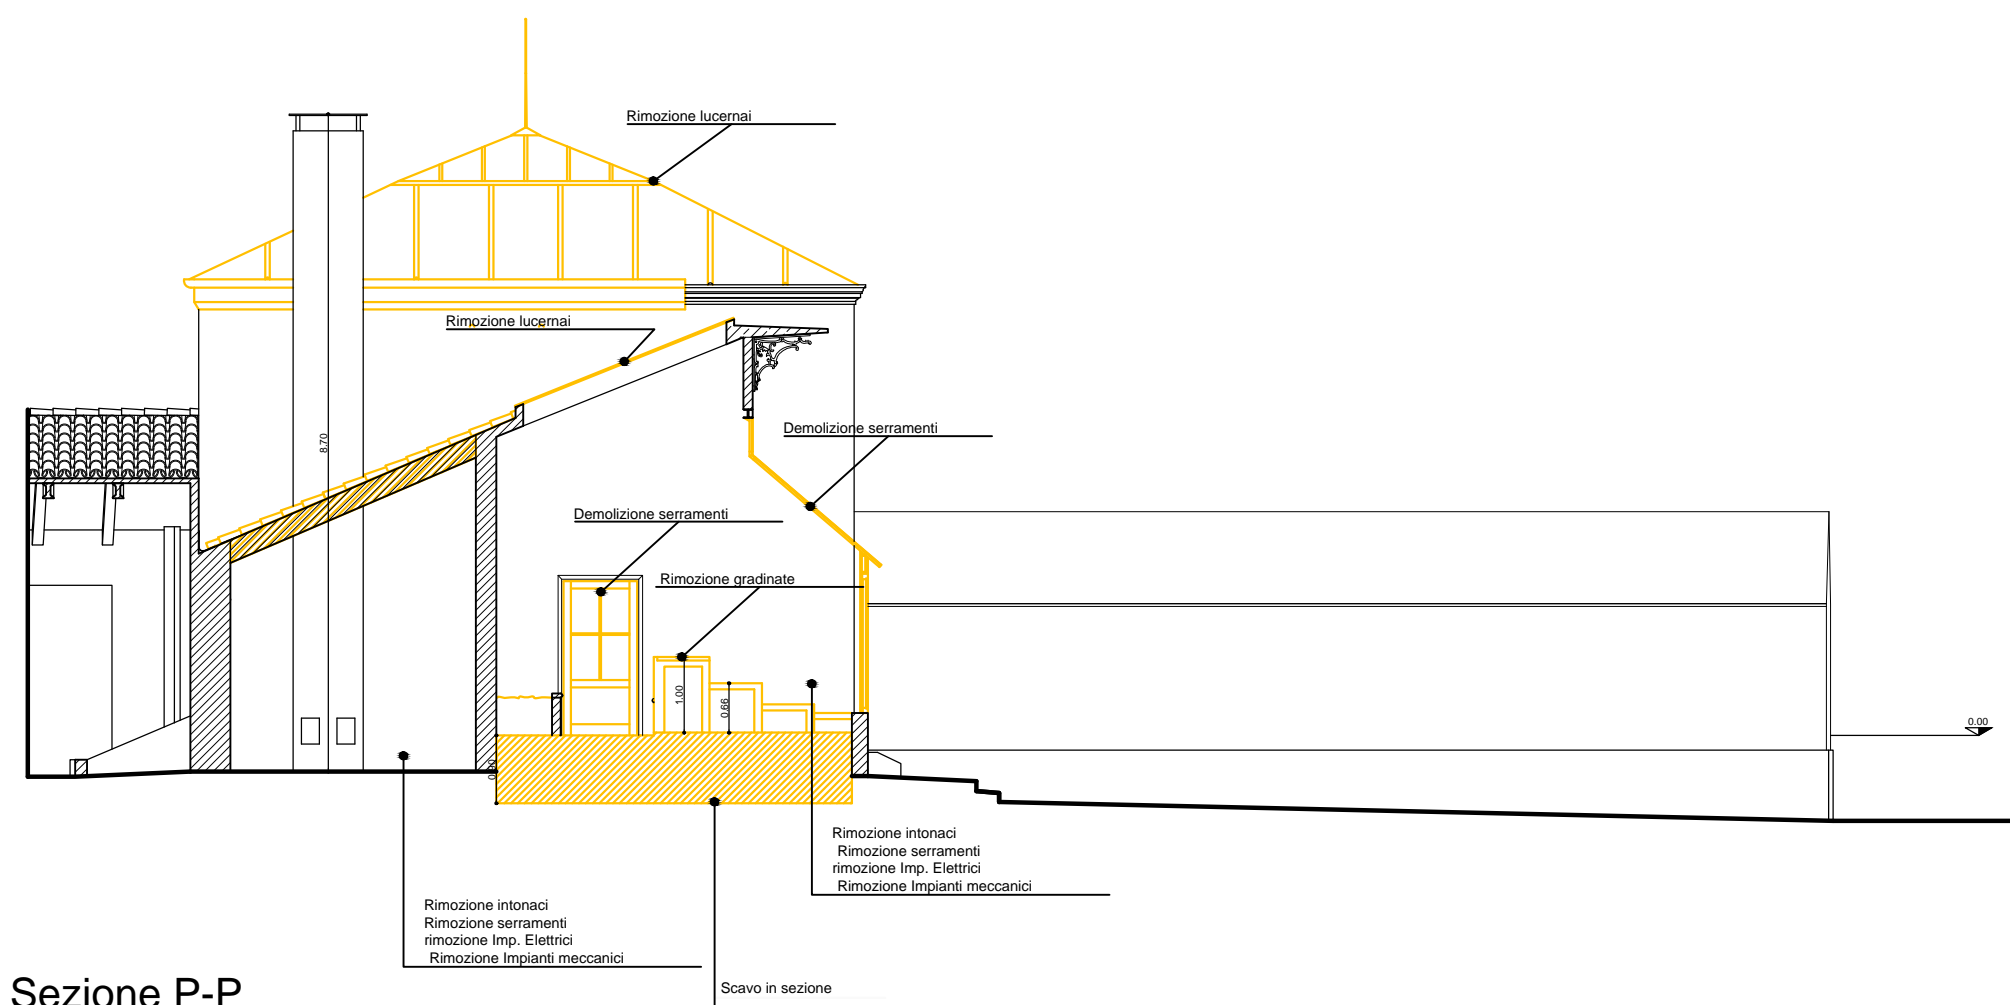 Rimozione lucernai
Rimozione lucernai
8.70
Demolizione serramenti
Demolizione serramenti
Rimozione gradinate
1.00
0.66
0.00
0.90
Rimozione intonaci
Rimozione serramenti
rimozione Imp. Elettrici
Rimozione Impianti meccanici
Rimozione intonaci
Rimozione serramenti
rimozione Imp. Elettrici
Rimozione Impianti meccanici
Scavo in sezione
Sezione P-P